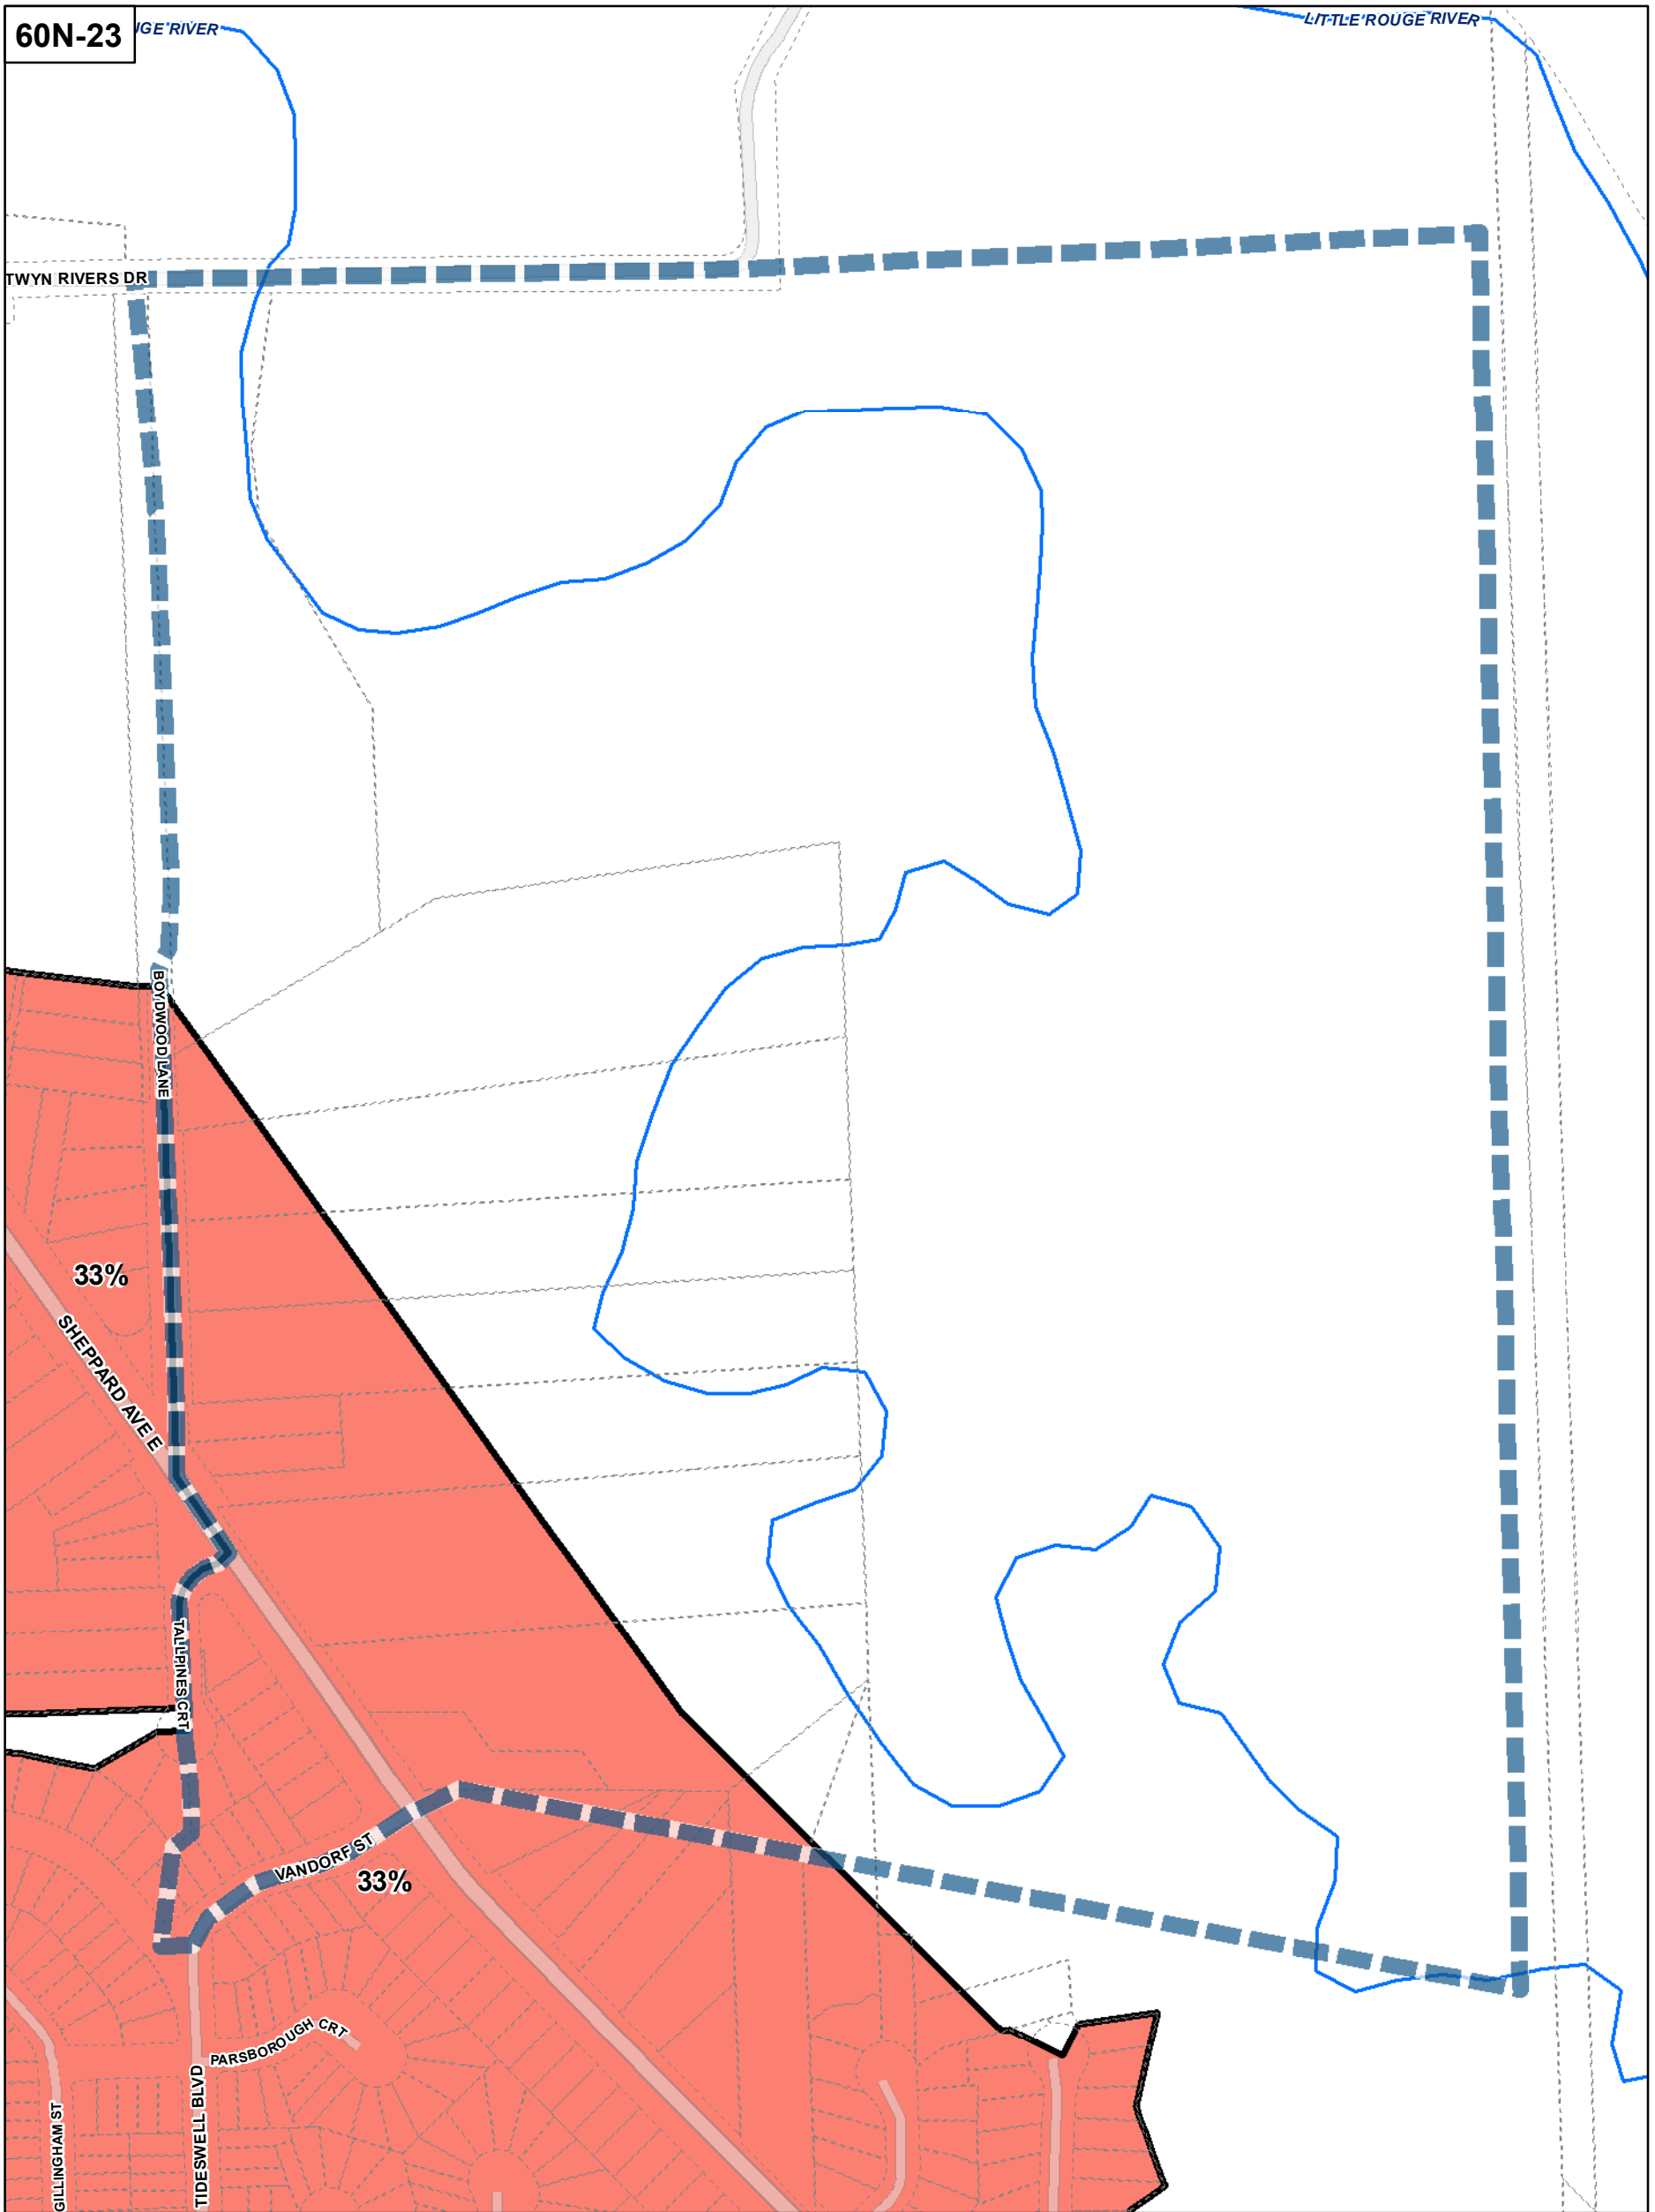 60N-23
UGE RIVER
LITTLE ROUGE RIVER
TWYN RIVERS DR
BOYDWOOD LANE
33%
SHEPPARD AVE E
TALLPINES CRT
VANDORF ST
33%
PARSBOROUGH CRT
TIDESWELL BLVD
GILLINGHAM ST